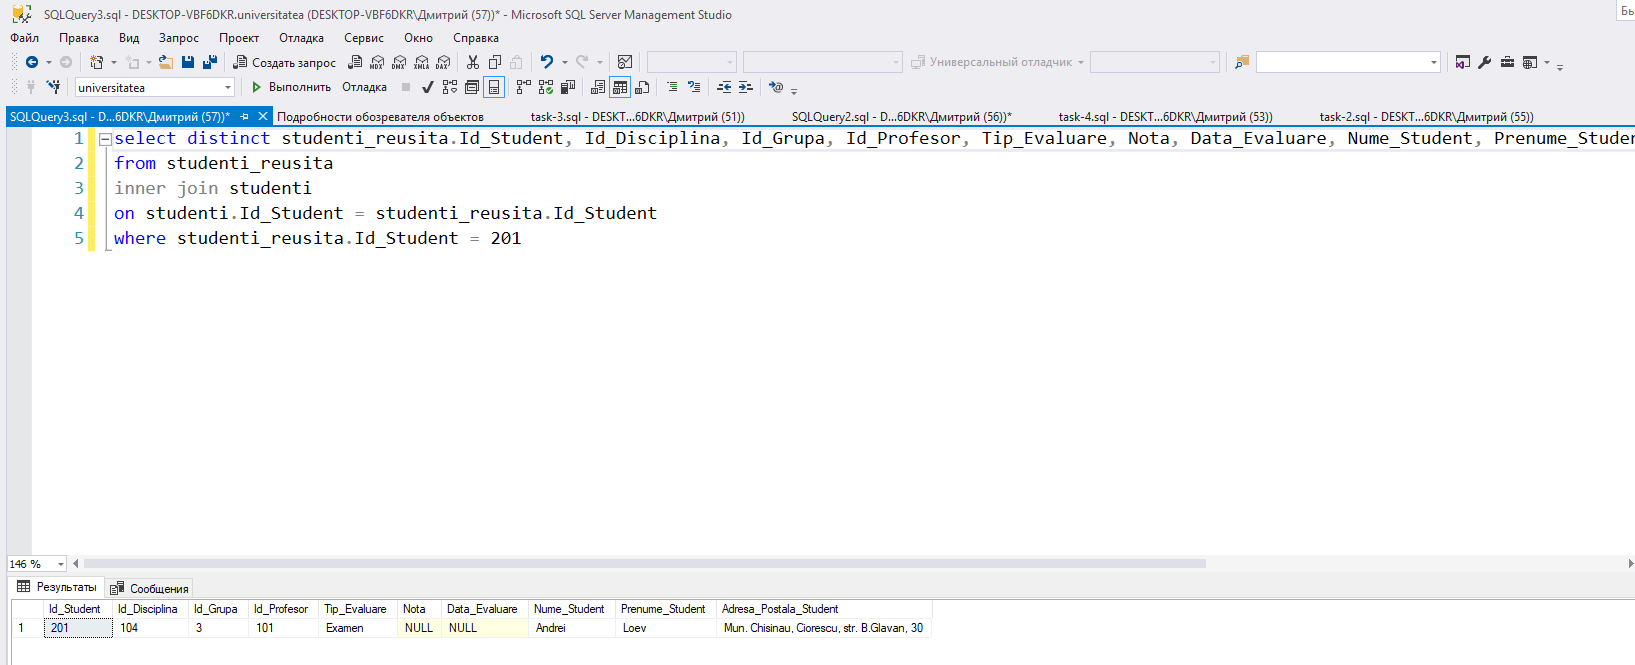 SQLQuery3.sql - DESKTOP-VBF6DKR.universitatea (DESKTOP-VBF6DKR\Дмитрий (57))* - Microsoft SQL Server Management Studio
Бы
Файл Правка Вид Запрос Проект Отладка Сервис Окно Справка
Создать запрос MDX DMX XMLA DAX Универсальный отладчик
universitatea Выполнить Отладка
SQLQuery3.sql - D...6DKR\Дмитрий (57))* Подробности обозревателя объектов task-3.sql - DESKT...6DKR\Дмитрий (51)) SQLQuery2.sql - D...6DKR\Дмитрий (56))* task-4.sql - DESKT...6DKR\Дмитрий (53)) task-2.sql - DESKT...6DKR\Дмитрий (55))
1 select distinct studenti_reusita.Id_Student, Id_Disciplina, Id_Grupa, Id_Profesor, Tip_Evaluare, Nota, Data_Evaluare, Nume_Student, Prenume_Studen
2 from studenti_reusita
3 inner join studenti
4 on studenti.Id_Student = studenti_reusita.Id_Student
5 where studenti_reusita.Id_Student = 201
146 %
Результаты Сообщения
Id_Student Id_Disciplina Id_Grupa Id_Profesor Tip_Evaluare Nota Data_Evaluare Nume_Student Prenume_Student Adresa_Postala_Student
1 201 104 3 101 Examen NULL NULL Andrei Loev Mun. Chisinau, Ciorescu, str. B.Glavan, 30